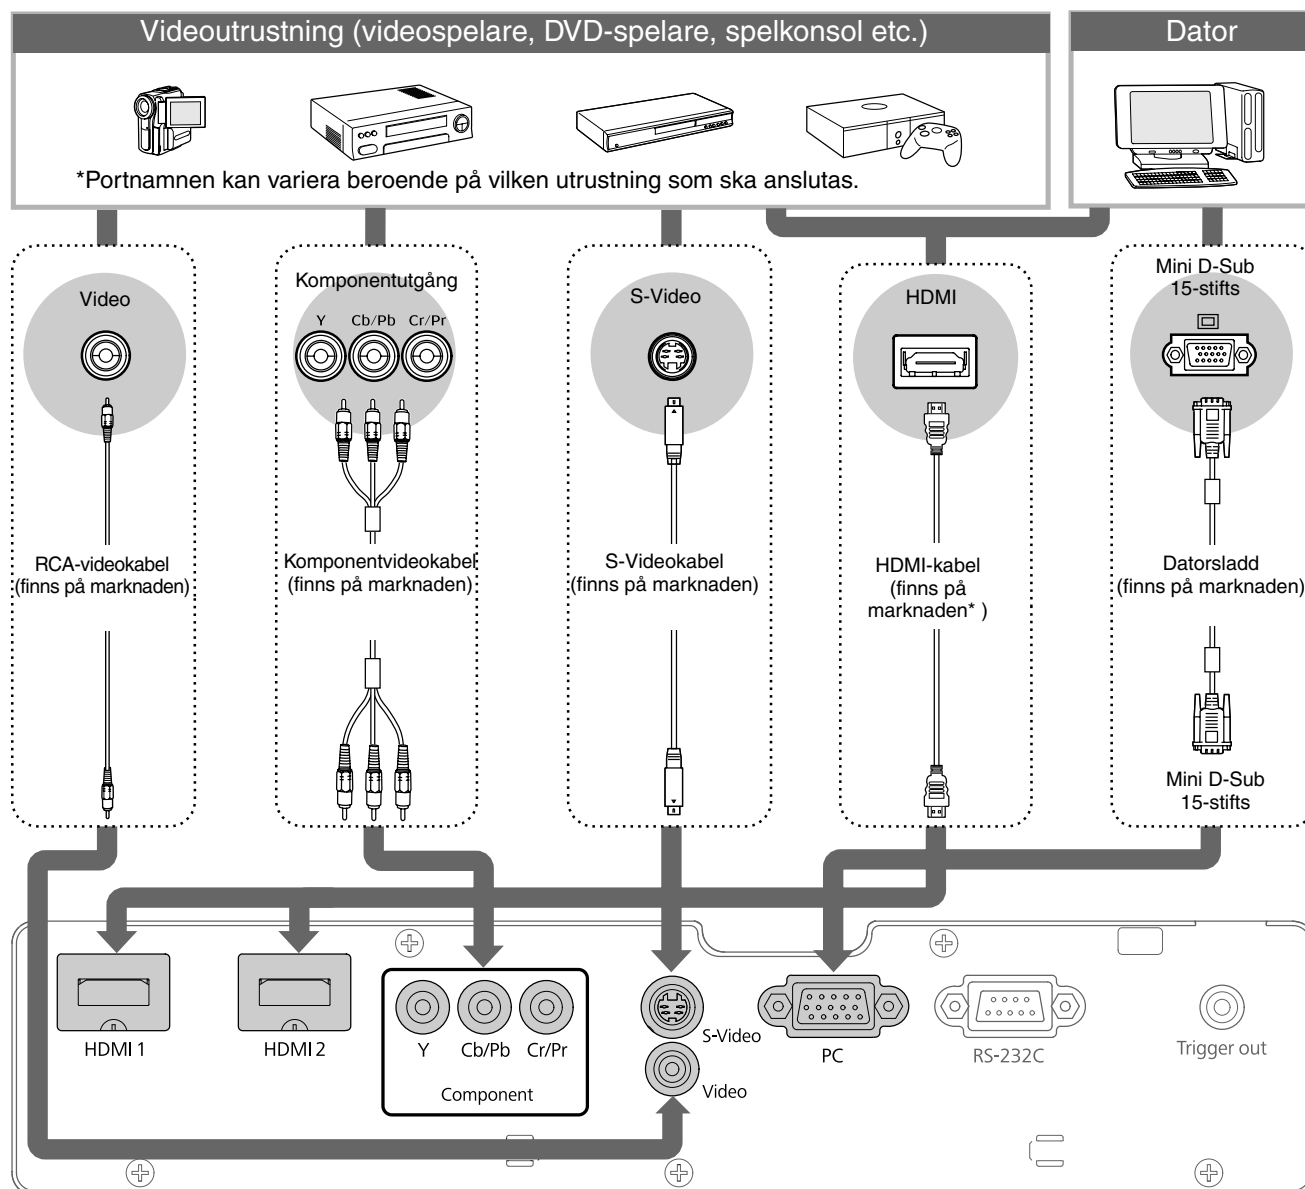 Videoutrustning (videospelare, DVD-spelare, spelkonsol etc.)
Dator
*Portnamnen kan variera beroende på vilken utrustning som ska anslutas.
Video
Komponentutgång
Y Cb/Pb Cr/Pr
S-Video
HDMI
Mini D-Sub
15-stifts
RCA-videokabel
(finns på marknaden)
Komponentvideokabel
(finns på marknaden)
S-Videokabel
(finns på marknaden)
HDMI-kabel
(finns på
marknaden* )
Datorsladd
(finns på marknaden)
Mini D-Sub
15-stifts
HDMI 1
HDMI 2
Y Cb/Pb Cr/Pr
Component
S-Video
Video
PC
RS-232C
Trigger out